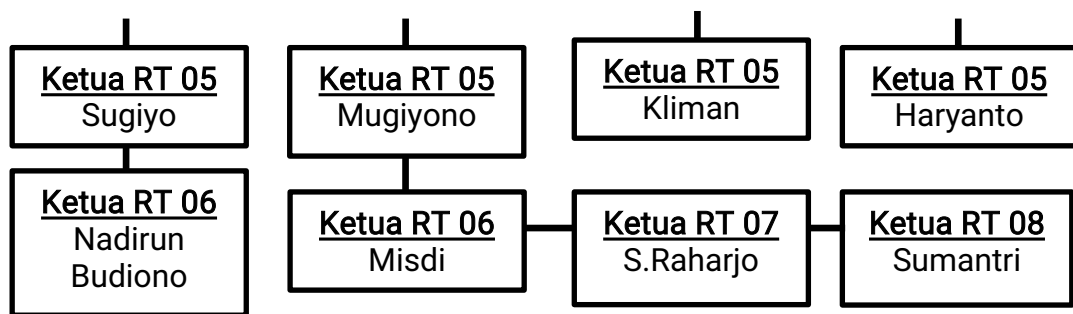 Ketua RT 05
Sugiyo
Ketua RT 05
Mugiyono
Ketua RT 05
Kliman
Ketua RT 05
Haryanto
Ketua RT 06
Nadirun
Budiono
Ketua RT 06
Misdi
Ketua RT 07
S.Raharjo
Ketua RT 08
Sumantri